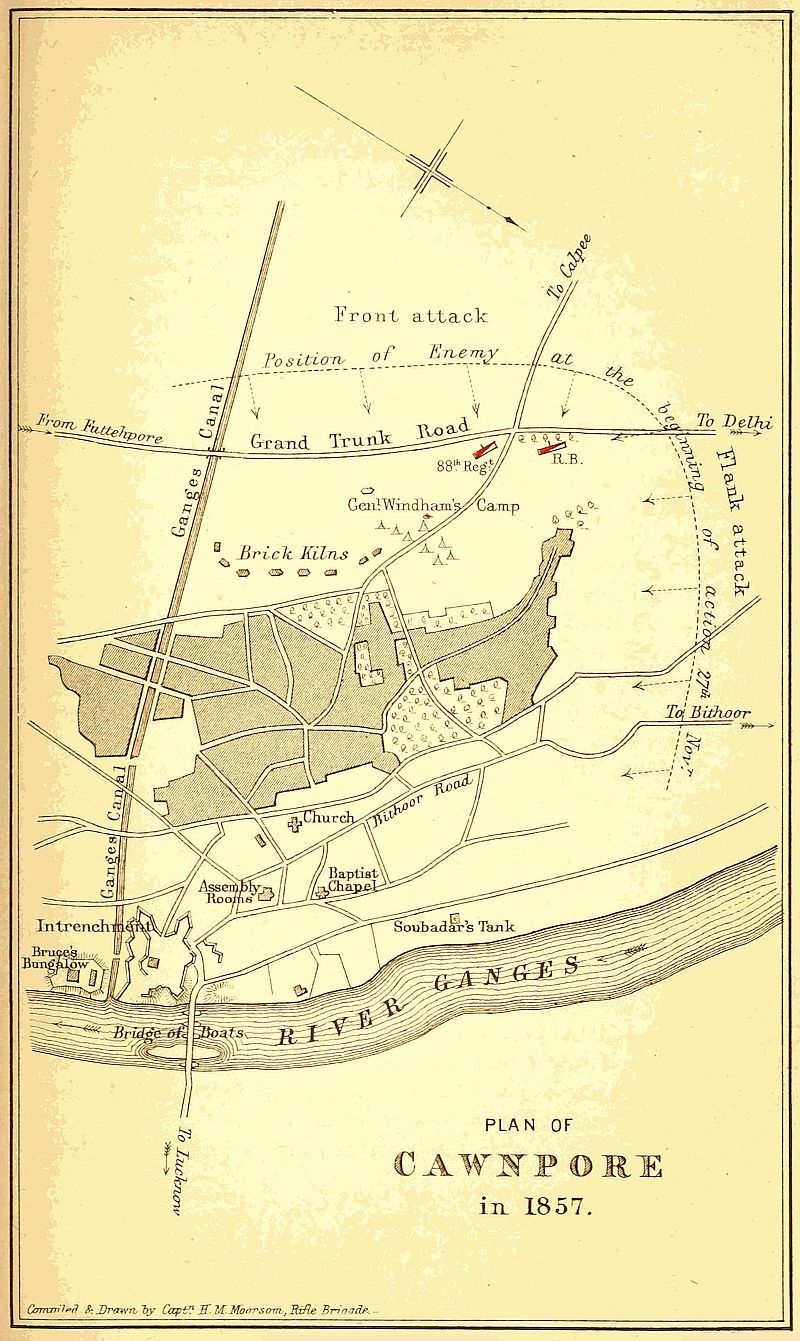 To Calpee
Front attack
Position of Enemy at the beginning of action 27th Novr.
From Futtehpore
Grand Trunk Road
To Delhi
Ganges Canal
88th Regt.
R.B.
Flank attack
Genl. Windham's Camp
Brick Kilns
To Bithoor
Ganges Canal
Bithoor Road
Church
Assembly
Rooms
Baptist
Chapel
Intrenchment
Soubadar's Tank
Bruce's
Bungalow
RIVER GANGES
Bridge of Boats
To Lucknow
PLAN OF
CAWNPORE
in 1857.
Compiled & Drawn by Captn. H. M. Moorsom, Rifle Brigade.